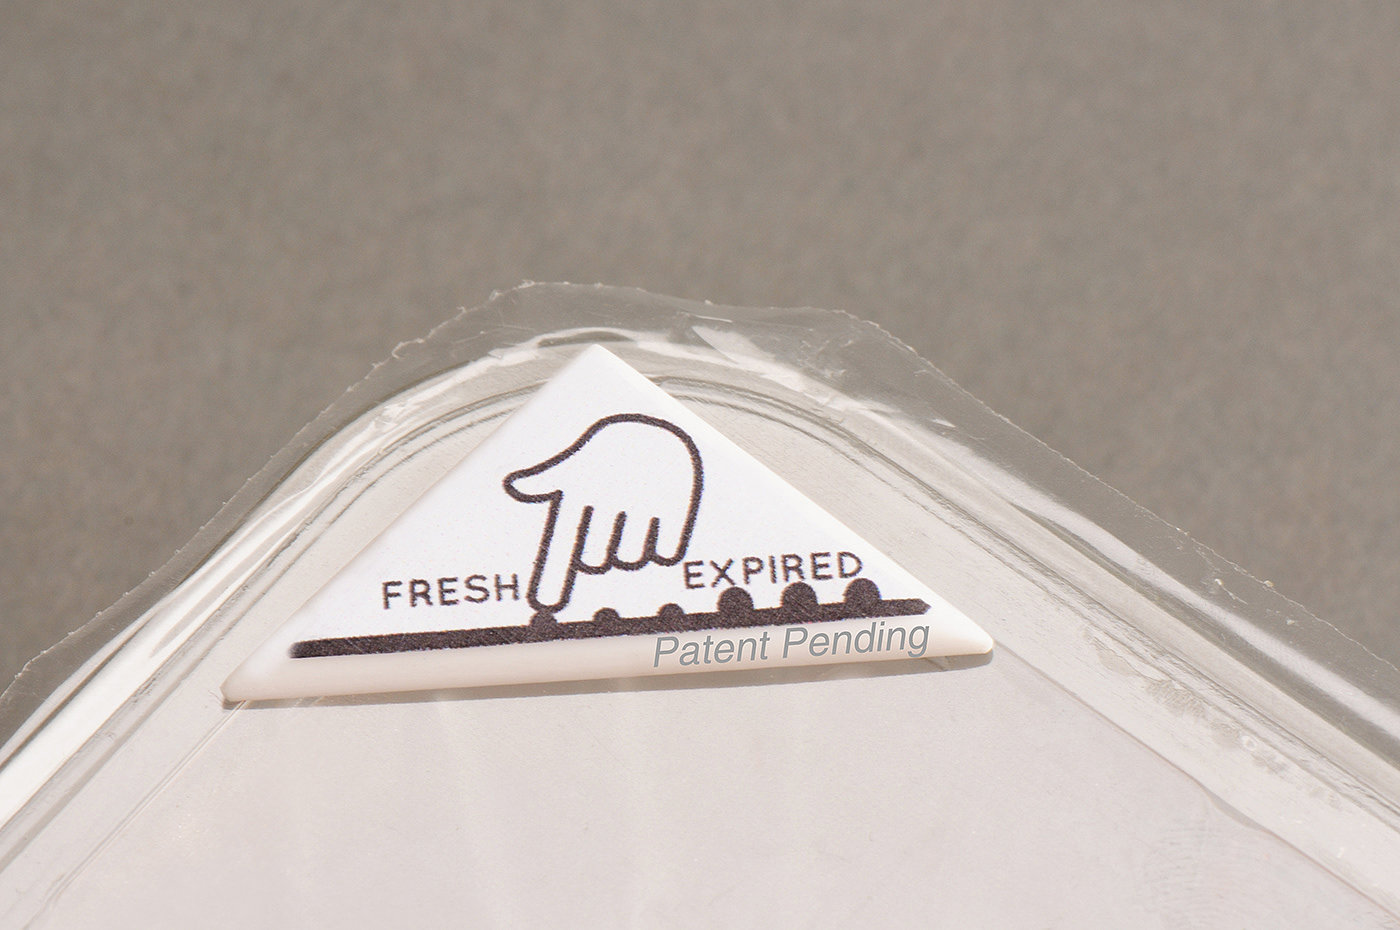 FRESH
EXPIRED
Patent Pending